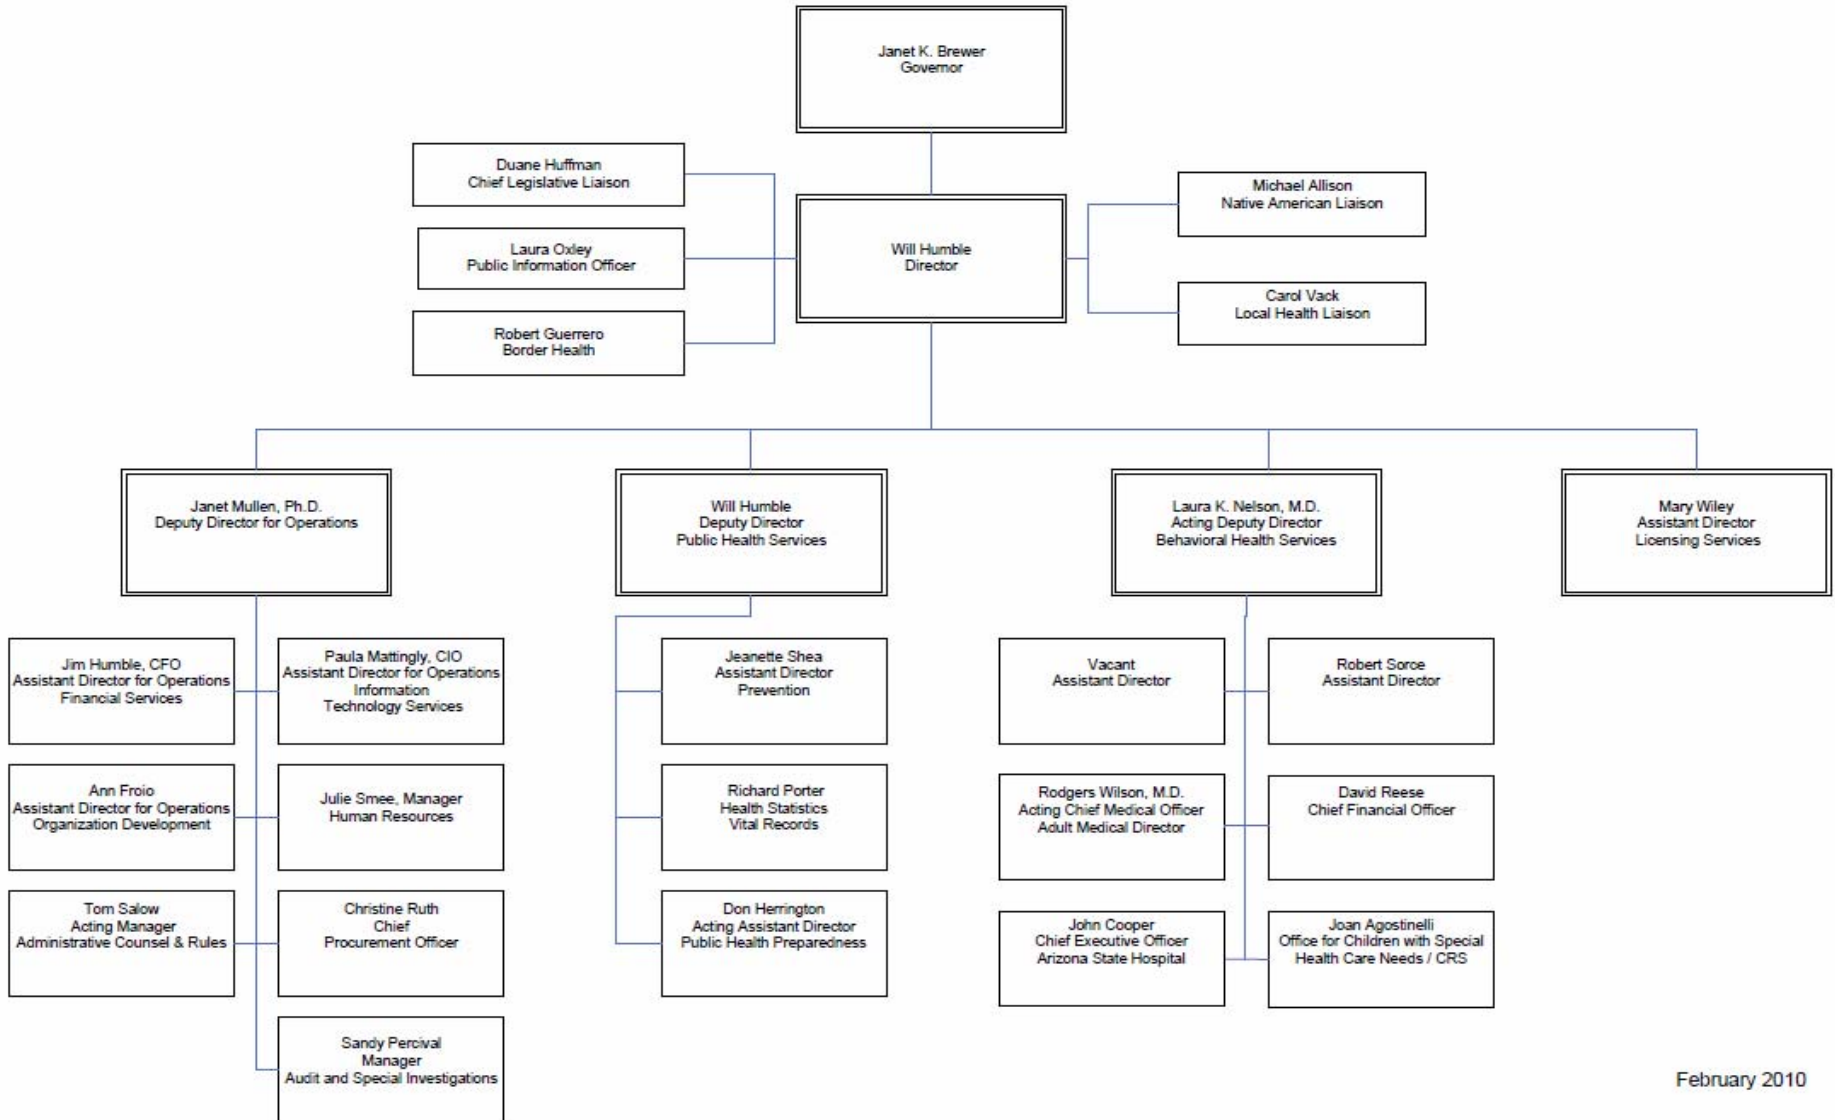 Janet K. Brewer
Governor
Duane Huffman
Chief Legislative Liaison
Laura Oxley
Public Information Officer
Robert Guerrero
Border Health
Will Humble
Director
Michael Allison
Native American Liaison
Carol Vack
Local Health Liaison
Janet Mullen, Ph.D.
Deputy Director for Operations
Will Humble
Deputy Director
Public Health Services
Laura K. Nelson, M.D.
Acting Deputy Director
Behavioral Health Services
Mary Wiley
Assistant Director
Licensing Services
Jim Humble, CFO
Assistant Director for Operations
Financial Services
Paula Mattingly, CIO
Assistant Director for Operations
Information
Technology Services
Ann Froio
Assistant Director for Operations
Organization Development
Julie Smee, Manager
Human Resources
Tom Salow
Acting Manager
Administrative Counsel & Rules
Christine Ruth
Chief
Procurement Officer
Sandy Percival
Manager
Audit and Special Investigations
Jeanette Shea
Assistant Director
Prevention
Richard Porter
Health Statistics
Vital Records
Don Herrington
Acting Assistant Director
Public Health Preparedness
Vacant
Assistant Director
Robert Sorce
Assistant Director
Rodgers Wilson, M.D.
Acting Chief Medical Officer
Adult Medical Director
David Reese
Chief Financial Officer
John Cooper
Chief Executive Officer
Arizona State Hospital
Joan Agostinelli
Office for Children with Special
Health Care Needs / CRS
February 2010